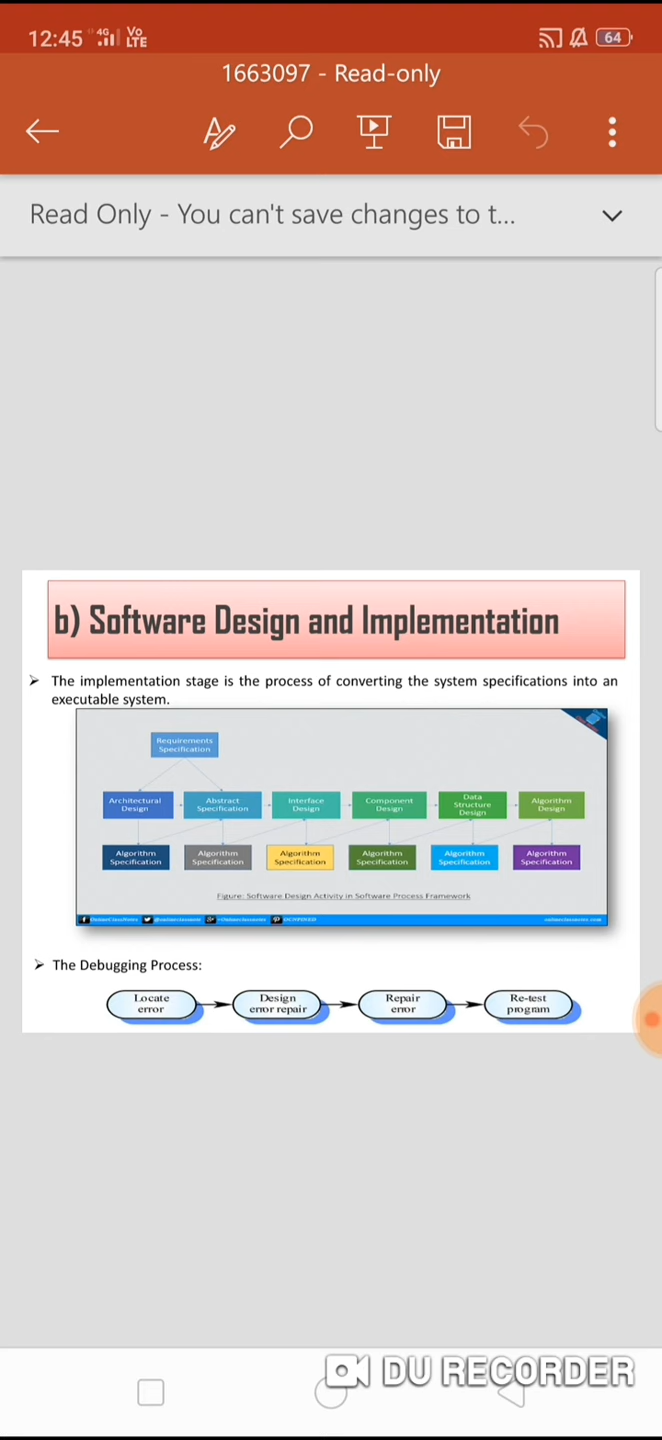 12:45 4G Vo LTE 64
1663097 - Read-only
Read Only - You can't save changes to t...
b) Software Design and Implementation
➢ The implementation stage is the process of converting the system specifications into an
executable system.
Requirements
Specification
Architectural
Design
Abstract
Specification
Interface
Design
Component
Design
Data
Structure
Design
Algorithm
Design
Algorithm
Specification
Algorithm
Specification
Algorithm
Specification
Algorithm
Specification
Algorithm
Specification
Algorithm
Specification
Figure: Software Design Activity in Software Process Framework
➢ The Debugging Process:
Locate
error
Design
error repair
Repair
error
Re-test
program
DU RECORDER